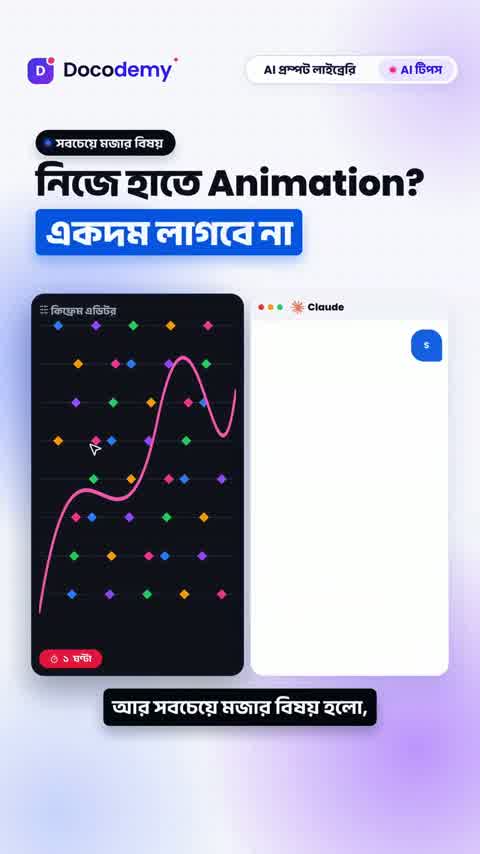 D Docodemy
AI প্রম্পট লাইব্রেরি
AI টিপস
সবচেয়ে মজার বিষয়
নিজে হাতে Animation?
একদম লাগবে না
কিফ্রেম এডিটর
Claude
S
১ ঘণ্টা
আর সবচেয়ে মজার বিষয় হলো,